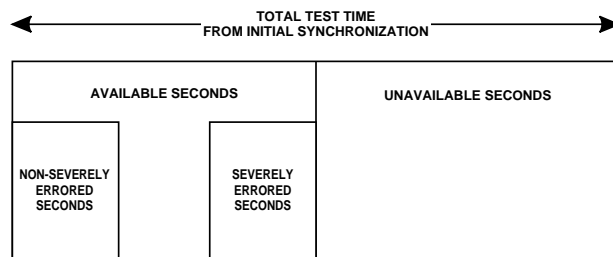 TOTAL TEST TIME
FROM INITIAL SYNCHRONIZATION
AVAILABLE SECONDS
UNAVAILABLE SECONDS
NON-SEVERELY
ERRORED
SECONDS
SEVERELY
ERRORED
SECONDS